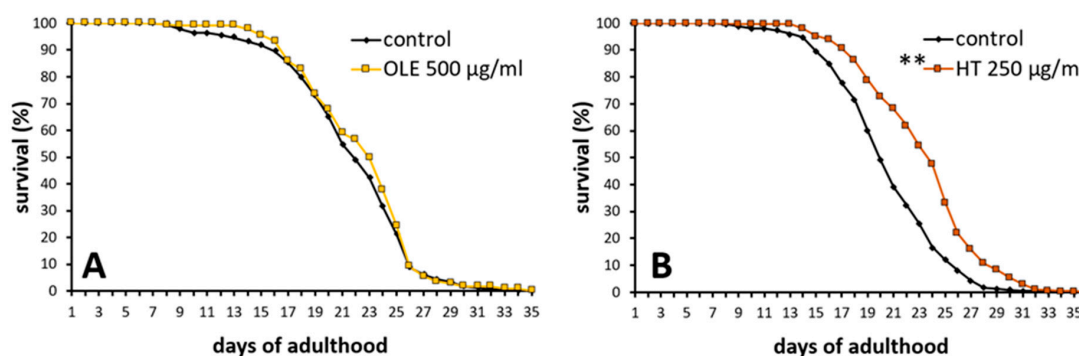 100
90
80
70
60
50
40
30
20
10
0
survival (%)
control
OLE 500 µg/ml
A
1 3 5 7 9 11 13 15 17 19 21 23 25 27 29 31 33 35
days of adulthood
100
90
80
70
60
50
40
30
20
10
0
survival (%)
control
** HT 250 µg/m
B
1 3 5 7 9 11 13 15 17 19 21 23 25 27 29 31 33 35
days of adulthood